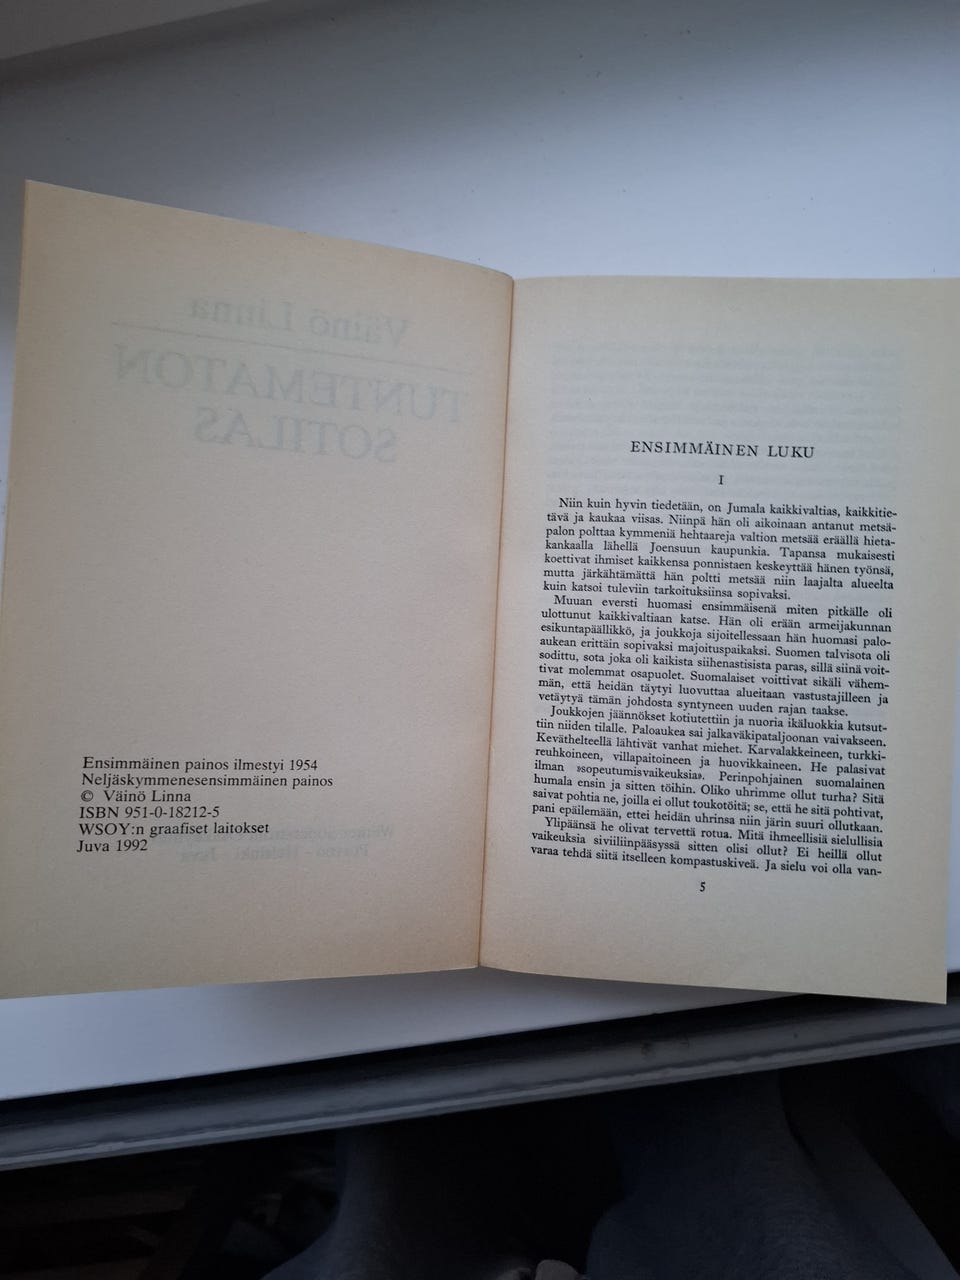 Väinö Linna
TUNTEMATON
SOTILAS
Ensimmäinen painos ilmestyi 1954
Neljäskymmenesensimmäinen painos
© Väinö Linna
ISBN 951-0-18212-5
WSOY:n graafiset laitokset
Juva 1992
ENSIMMÄINEN LUKU
I
Niin kuin hyvin tiedetään, on Jumala kaikkivaltias, kaikkitie-
tävä ja kaukaa viisas. Niinpä hän oli aikoinaan antanut metsä-
palon polttaa kymmeniä hehtaareja valtion metsää eräällä hieta-
kankaalla lähellä Joensuun kaupunkia. Tapansa mukaisesti
koettivat ihmiset kaikkensa ponnistaen keskeyttää hänen työnsä,
mutta järkähtämättä hän poltti metsää niin laajalta alueelta
kuin katsoi tuleviin tarkoituksiinsa sopivaksi.
Muuan eversti huomasi ensimmäisenä miten pitkälle oli
ulottunut kaikkivaltiaan katse. Hän oli erään armeijakunnan
esikuntapäällikkö, ja joukkoja sijoitellessaan hän huomasi palo-
aukean erittäin sopivaksi majoituspaikaksi. Suomen talvisota oli
sodittu, sota joka oli kaikista siihenastisista paras, sillä siinä voit-
tivat molemmat osapuolet. Suomalaiset voittivat sikäli vähem-
män, että heidän täytyi luovuttaa alueitaan vastustajilleen ja
vetäytyä tämän johdosta syntyneen uuden rajan taakse.
Joukkojen jäännökset kotiutettiin ja nuoria ikäluokkia kutsut-
tiin niiden tilalle. Paloaukea sai jalkaväkipataljoonan vaivakseen.
Keväthelteellä lähtivät vanhat miehet. Karvalakkeineen, turkki-
reuhkoineen, villapaitoineen ja huovikkaineen. He palasivat
ilman »sopeutumisvaikeuksia». Perinpohjainen suomalainen
humala ensin ja sitten töihin. Oliko uhrimme ollut turha? Sitä
saivat pohtia ne, joilla ei ollut toukotöitä; se, että he sitä pohtivat,
pani epäilemään, ettei heidän uhrinsa niin järin suuri ollutkaan.
Ylipäänsä he olivat tervettä rotua. Mitä ihmeellisiä sielullisia
vaikeuksia siviiliinpääsyssä sitten olisi ollut? Ei heillä ollut
varaa tehdä siitä itselleen kompastuskiveä. Ja sielu voi olla van-
5